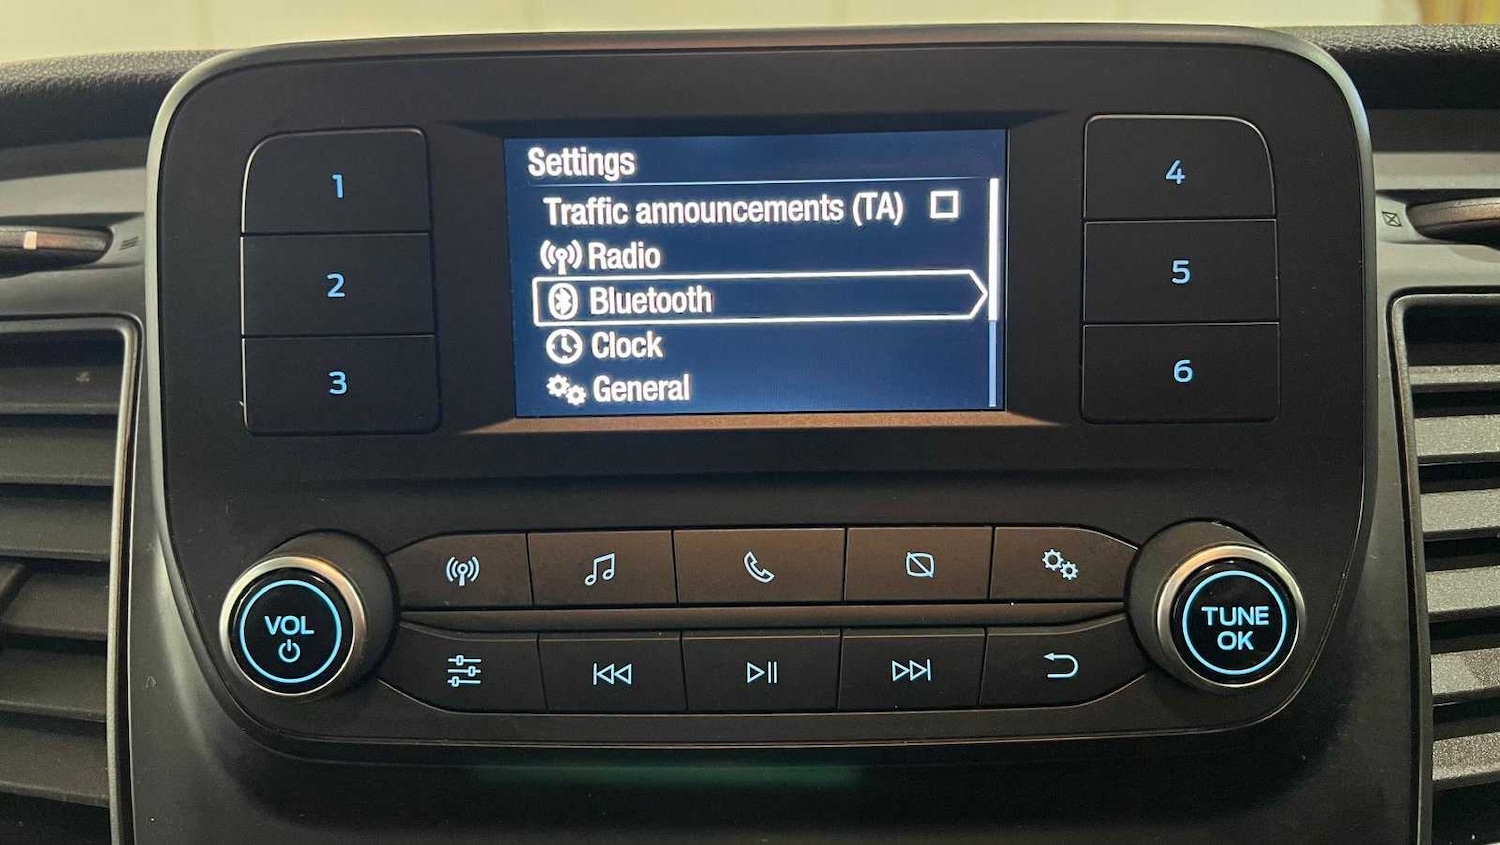 Settings
Traffic announcements (TA)
Radio
Bluetooth
Clock
General
1
2
3
4
5
6
VOL
TUNE
OK